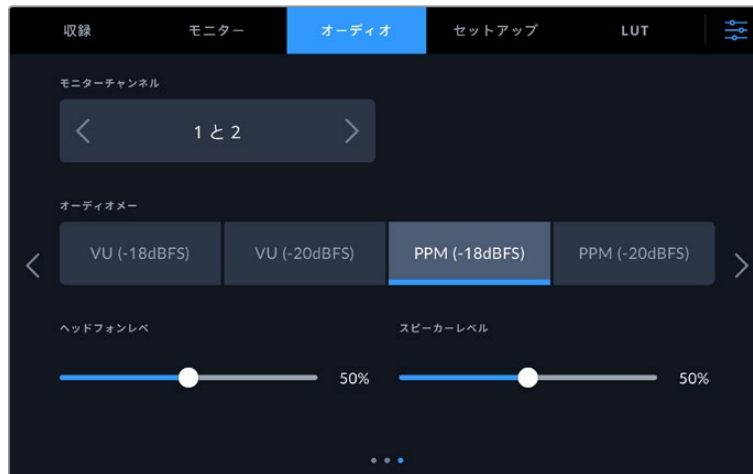 収録 モニター オーディオ セットアップ LUT
モニターチャンネル
1 と 2
オーディオメー
VU (-18dBFS) VU (-20dBFS) PPM (-18dBFS) PPM (-20dBFS)
ヘッドフォンレベ スピーカーレベル
50% 50%